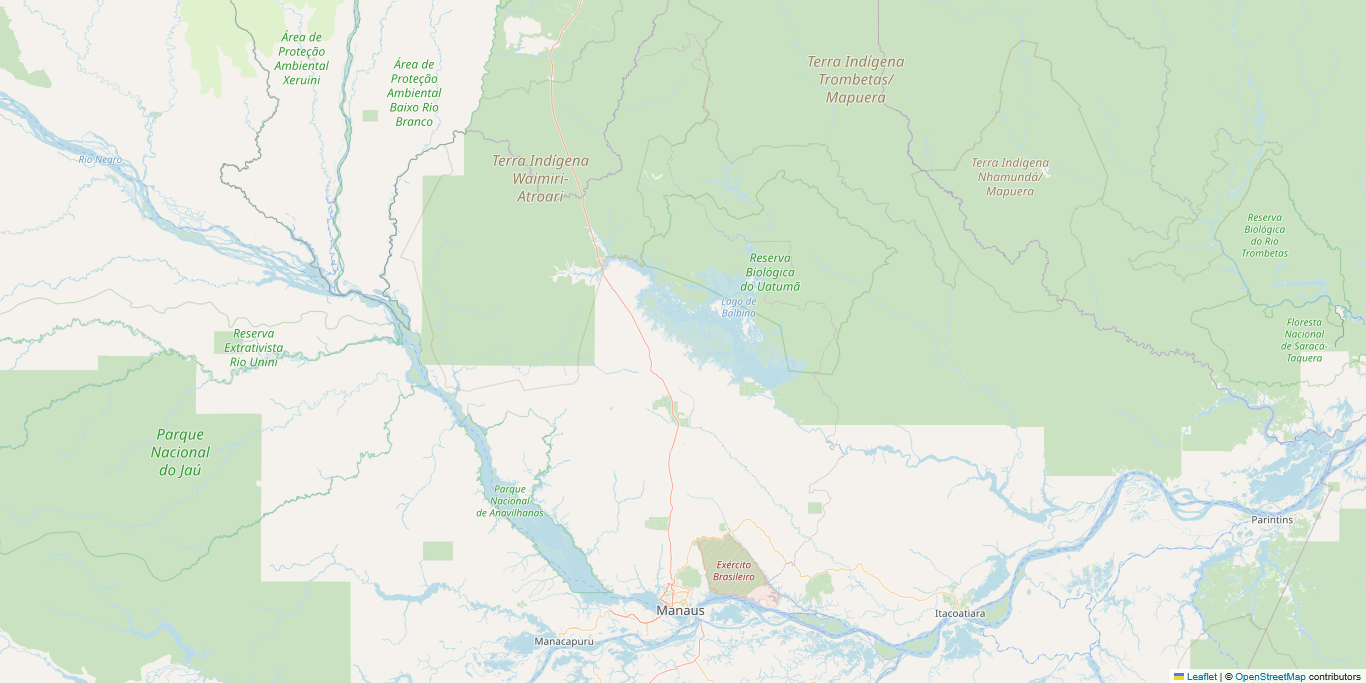 Área de
Proteção
Ambiental
Xeruini
Área de
Proteção
Ambiental
Baixo Rio
Branco
Terra Indígena
Trombetas/
Mapuera
Rio Negro
Terra Indígena
Waimiri-
Atroari
Terra Indígena
Nhamundá/
Mapuera
Reserva
Biológica
do Rio
Trombetas
Reserva
Biológica
do Uatumã
Lago de
Balbina
Reserva
Extrativista
Rio Unini
Floresta
Nacional
de Saracá-
Taquera
Parque
Nacional
do Jaú
Parque
Nacional
de Anavilhanas
Parintins
Exército
Brasileiro
Manaus
Itacoatiara
Manacapuru
Leaflet | © OpenStreetMap contributors